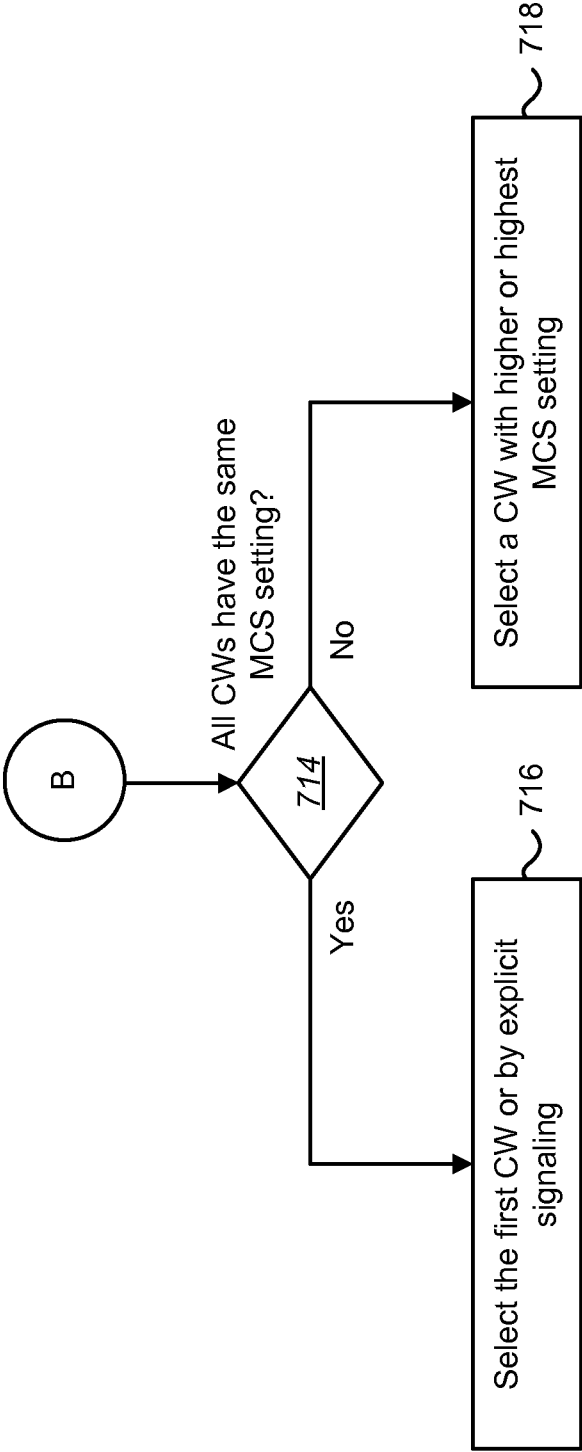 B
All CWs have the same
MCS setting?
714
Yes
No
Select the first CW or by explicit
signaling
716
Select a CW with higher or highest
MCS setting
718